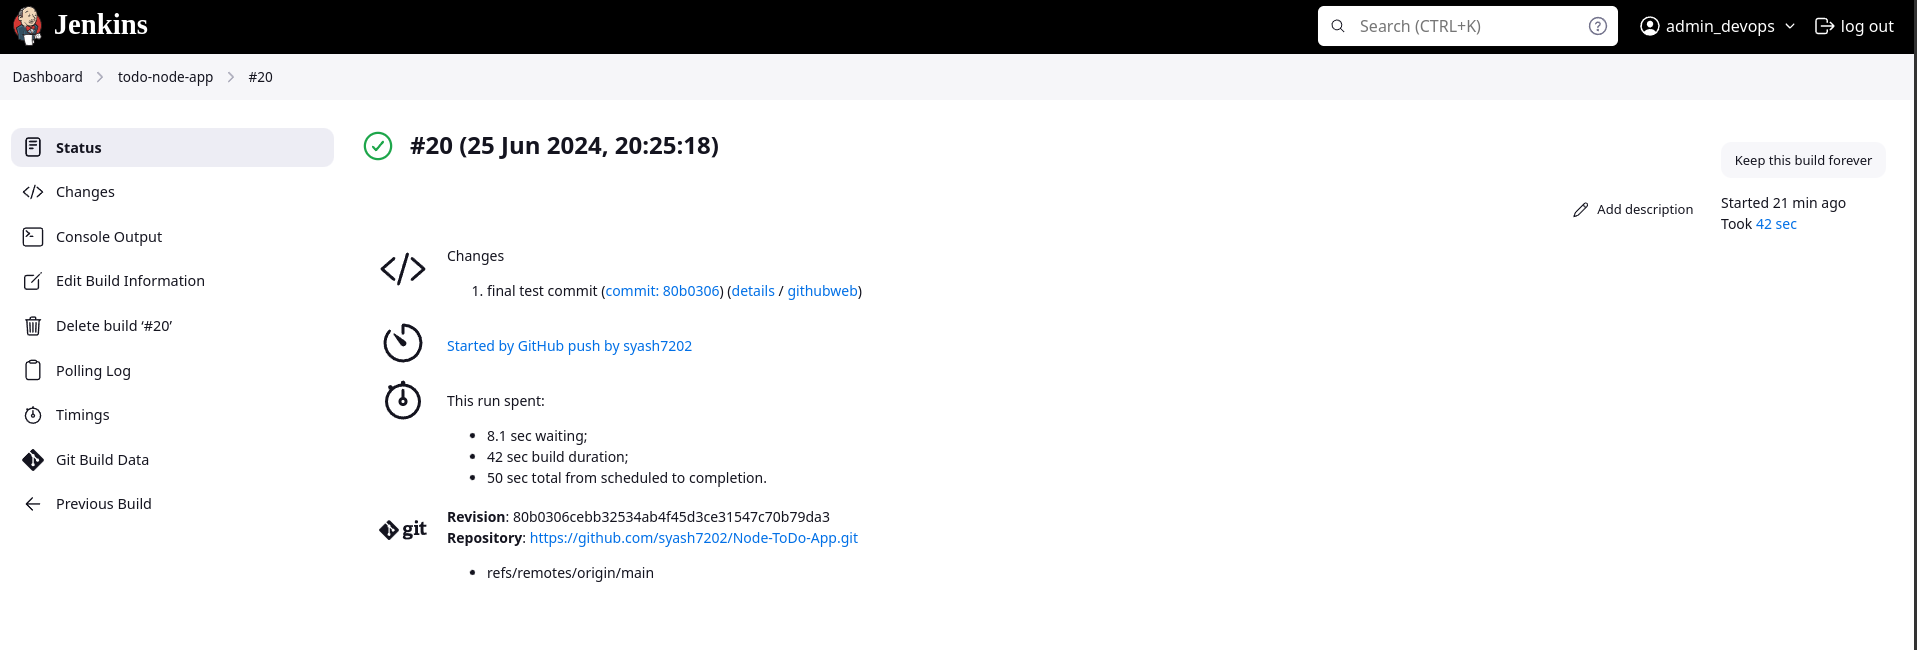 Jenkins
Search (CTRL+K)
admin_devops
log out
Dashboard
todo-node-app
#20
Status
Changes
Console Output
Edit Build Information
Delete build ‘#20’
Polling Log
Timings
Git Build Data
Previous Build
#20 (25 Jun 2024, 20:25:18)
Keep this build forever
Add description
Started 21 min ago
Took 42 sec
Changes
1. final test commit (commit: 80b0306) (details / githubweb)
Started by GitHub push by syash7202
This run spent:
• 8.1 sec waiting;
• 42 sec build duration;
• 50 sec total from scheduled to completion.
git
Revision: 80b0306cebb32534ab4f45d3ce31547c70b79da3
Repository: https://github.com/syash7202/Node-ToDo-App.git
• refs/remotes/origin/main